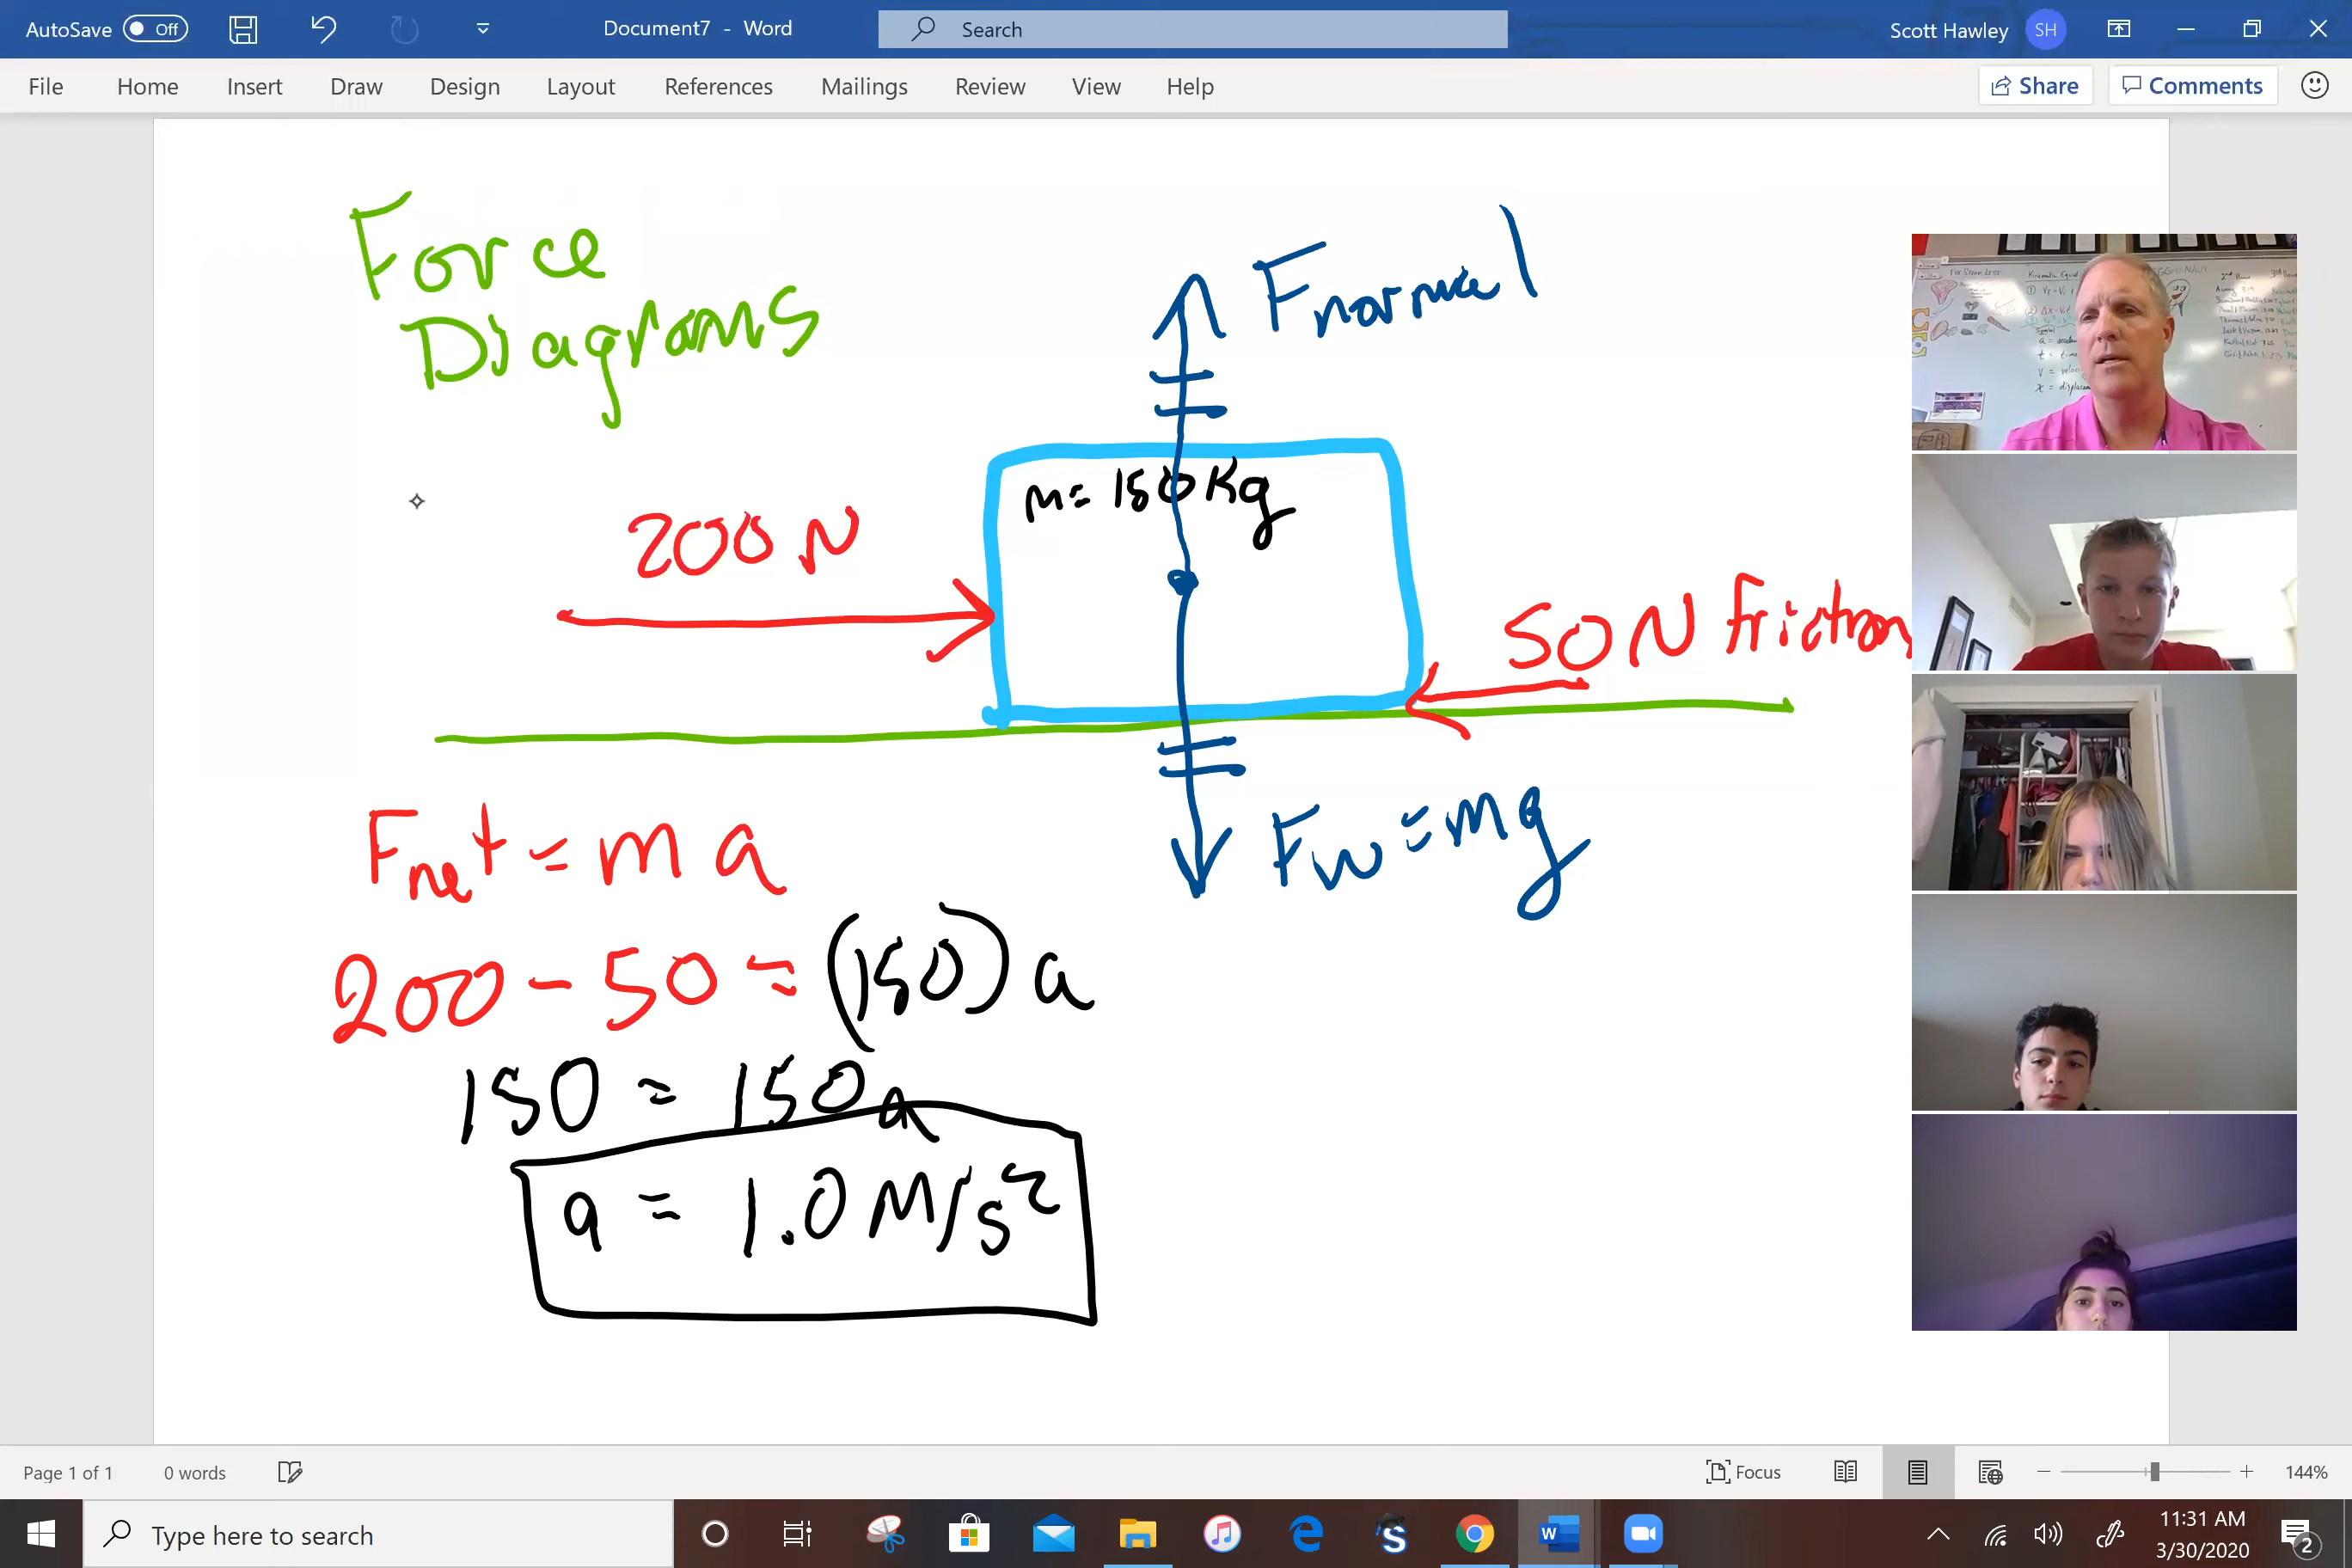 AutoSave Off
Document7 - Word
Search
Scott Hawley SH
File Home Insert Draw Design Layout References Mailings Review View Help
Share Comments
Force
Diagrams
Fnormal
m= 150 Kg
200 N
50 N friction
Fnet = ma
Fw = mg
200 - 50 = (150) a
150 = 150a
a = 1.0 M/s²
Kinematic
Page 1 of 1 0 words
Focus
144%
Type here to search
11:31 AM
3/30/2020
2